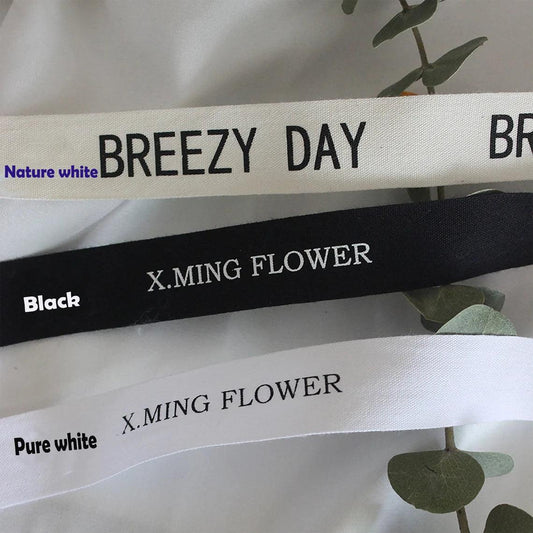 Nature white BREEZY DAY BR
Black X.MING FLOWER
Pure white X.MING FLOWER